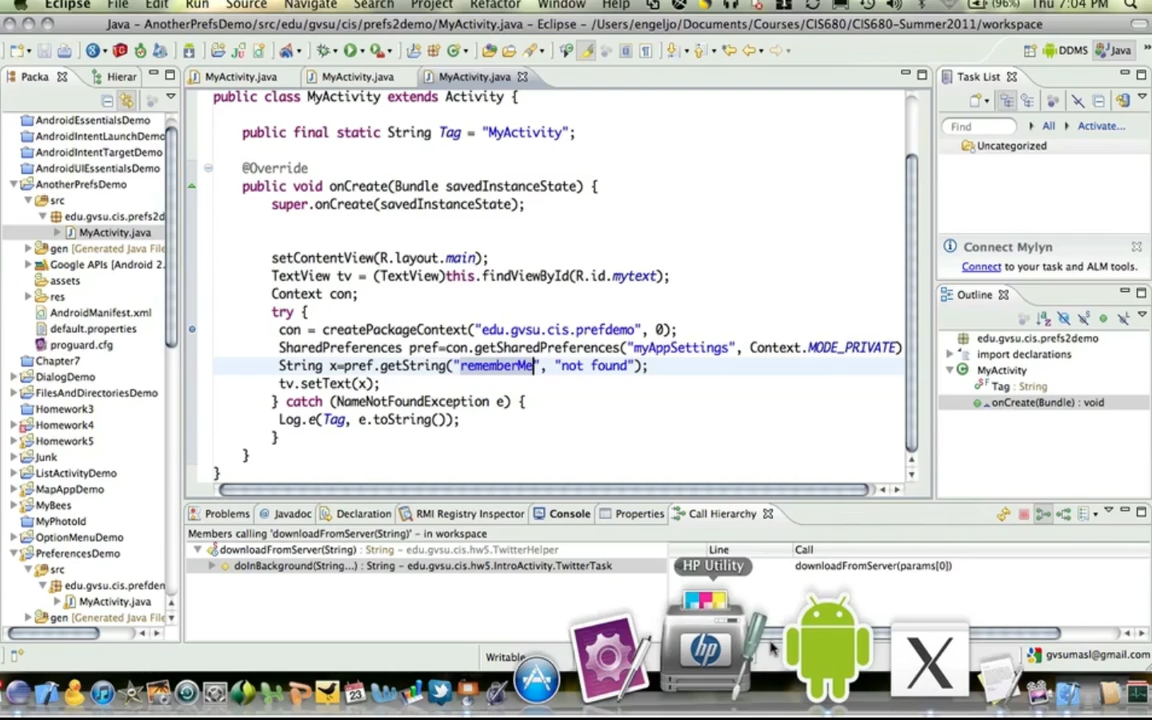 Eclipse File Edit Run Source Search Project Refactor Window Help (96%) Thu 7:04 PM
Java - AnotherPrefsDemo/src/edu/gvsu/cis/prefs2demo/MyActivity.java - Eclipse - /Users/engeljo/Documents/Courses/CIS680/CIS680-Summer2011/workspace
DDMS Java
Packa Hierar
MyActivity.java MyActivity.java MyActivity.java
Task List
AndroidEssentialsDemo
AndroidIntentLaunchDemo
AndroidIntentTargetDemo
AndroidUIEssentialsDemo
AnotherPrefsDemo
src
edu.gvsu.cis.prefs2d
MyActivity.java
gen [Generated Java File
Google APIs [Android 2.
assets
res
AndroidManifest.xml
default.properties
proguard.cfg
Chapter7
DialogDemo
FilesAndDirectoriesDemo
Homework3
Homework4
Homework5
Junk
ListActivityDemo
MapAppDemo
MyBees
MyPhotoId
OptionMenuDemo
PreferencesDemo
src
edu.gvsu.cis.prefden
MyActivity.java
gen [Generated Java File
public class MyActivity extends Activity {
public final static String Tag = "MyActivity";
@Override
public void onCreate(Bundle savedInstanceState) {
super.onCreate(savedInstanceState);
setContentView(R.layout.main);
TextView tv = (TextView)this.findViewById(R.id.mytext);
Context con;
try {
con = createPackageContext("edu.gvsu.cis.prefdemo", 0);
SharedPreferences pref=con.getSharedPreferences("myAppSettings", Context.MODE_PRIVATE)
String x=pref.getString("rememberMe", "not found");
tv.setText(x);
} catch (NameNotFoundException e) {
Log.e(Tag, e.toString());
}
}
}
Find All Activate...
Uncategorized
Connect Mylyn
Connect to your task and ALM tools.
Outline
edu.gvsu.cis.prefs2demo
import declarations
MyActivity
Tag : String
onCreate(Bundle) : void
Problems Javadoc Declaration RMI Registry Inspector Console Properties Call Hierarchy
Members calling 'downloadFromServer(String)' - in workspace
downloadFromServer(String) : String - edu.gvsu.cis.hw5.TwitterHelper
doInBackground(String...) : String - edu.gvsu.cis.hw5.IntroActivity.TwitterTask
Line Call
downloadFromServer(params[0])
HP Utility
hp
X
Writable
gvsumasl@gmail.com
23